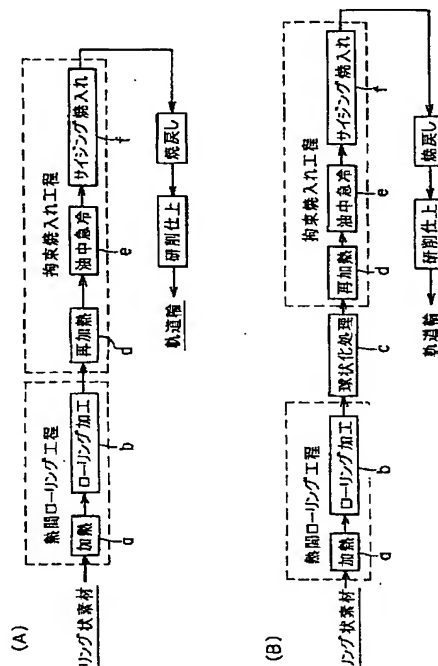 (A)
リング状素材
熱間ローリング工程
加熱
a
ローリング加工
b
拘束焼入れ工程
再加熱
d
油中急冷
e
サイジング焼入れ
f
焼戻し
研削仕上
軌道輪
(B)
リング状素材
熱間ローリング工程
加熱
a
ローリング加工
b
球状化処理
c
拘束焼入れ工程
再加熱
d
油中急冷
e
サイジング焼入れ
f
焼戻し
研削仕上
軌道輪